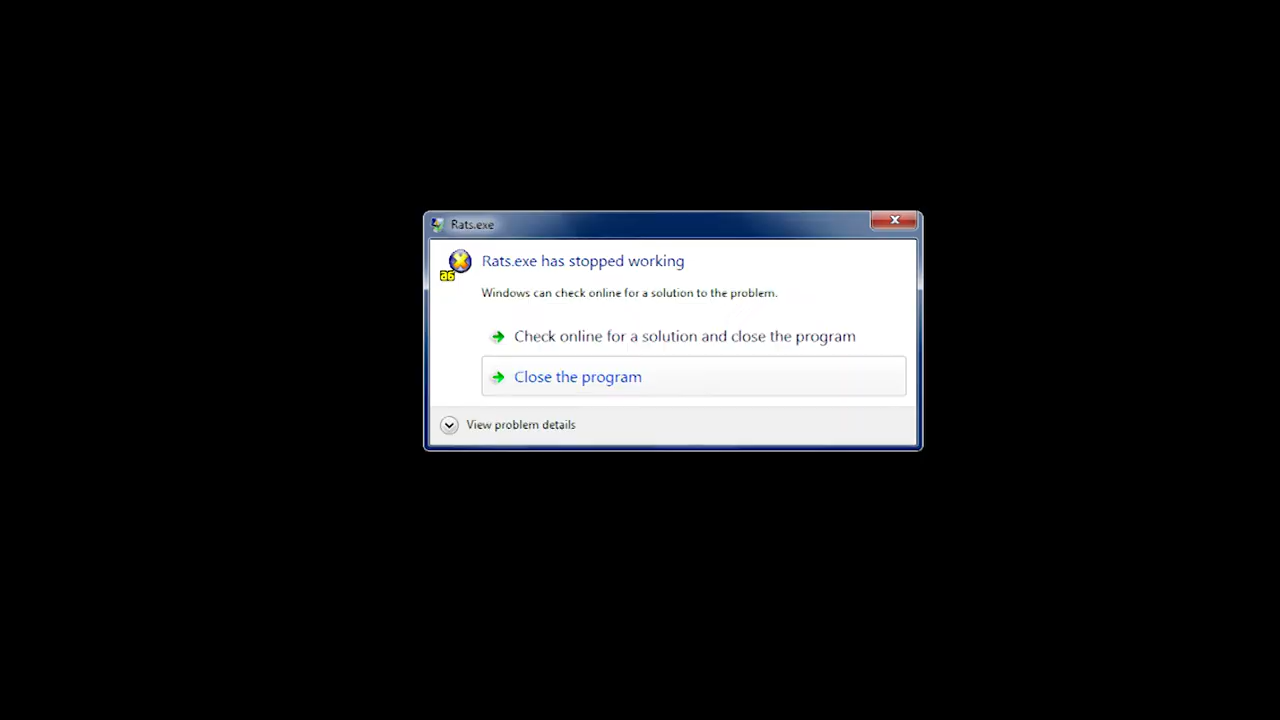 Rats.exe
Rats.exe has stopped working
Windows can check online for a solution to the problem.
Check online for a solution and close the program
Close the program
View problem details